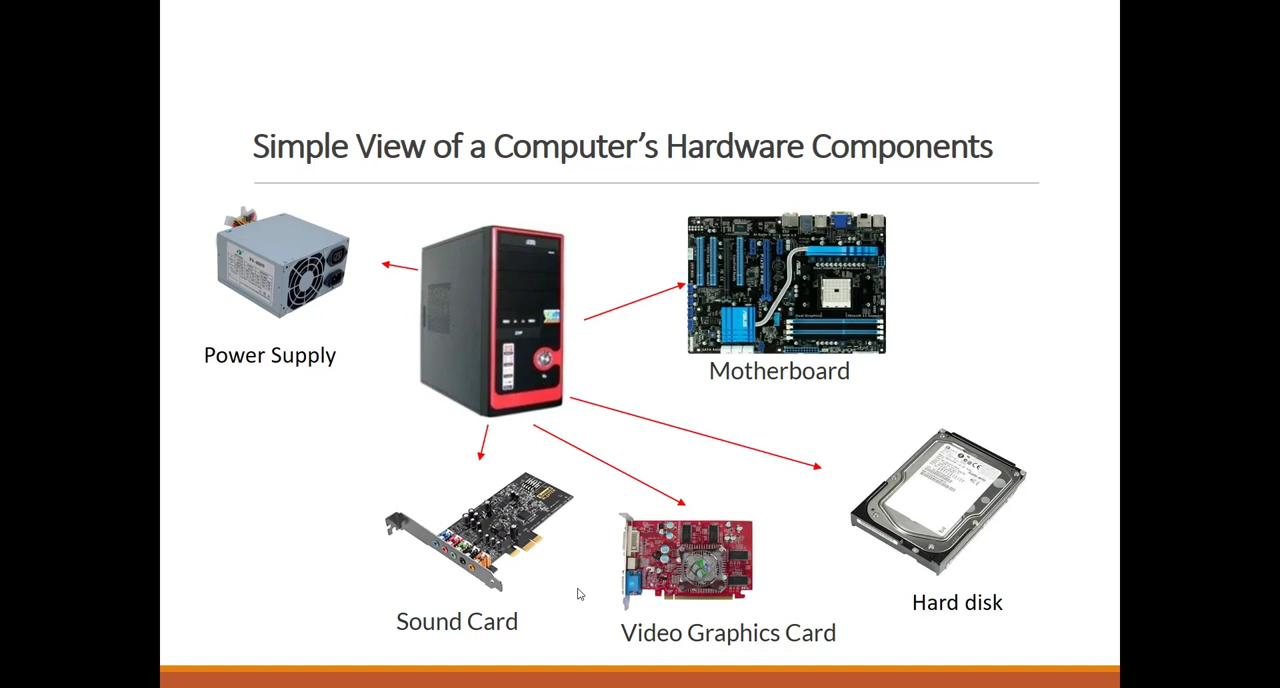 Simple View of a Computer's Hardware Components
Power Supply
Motherboard
Sound Card
Video Graphics Card
Hard disk